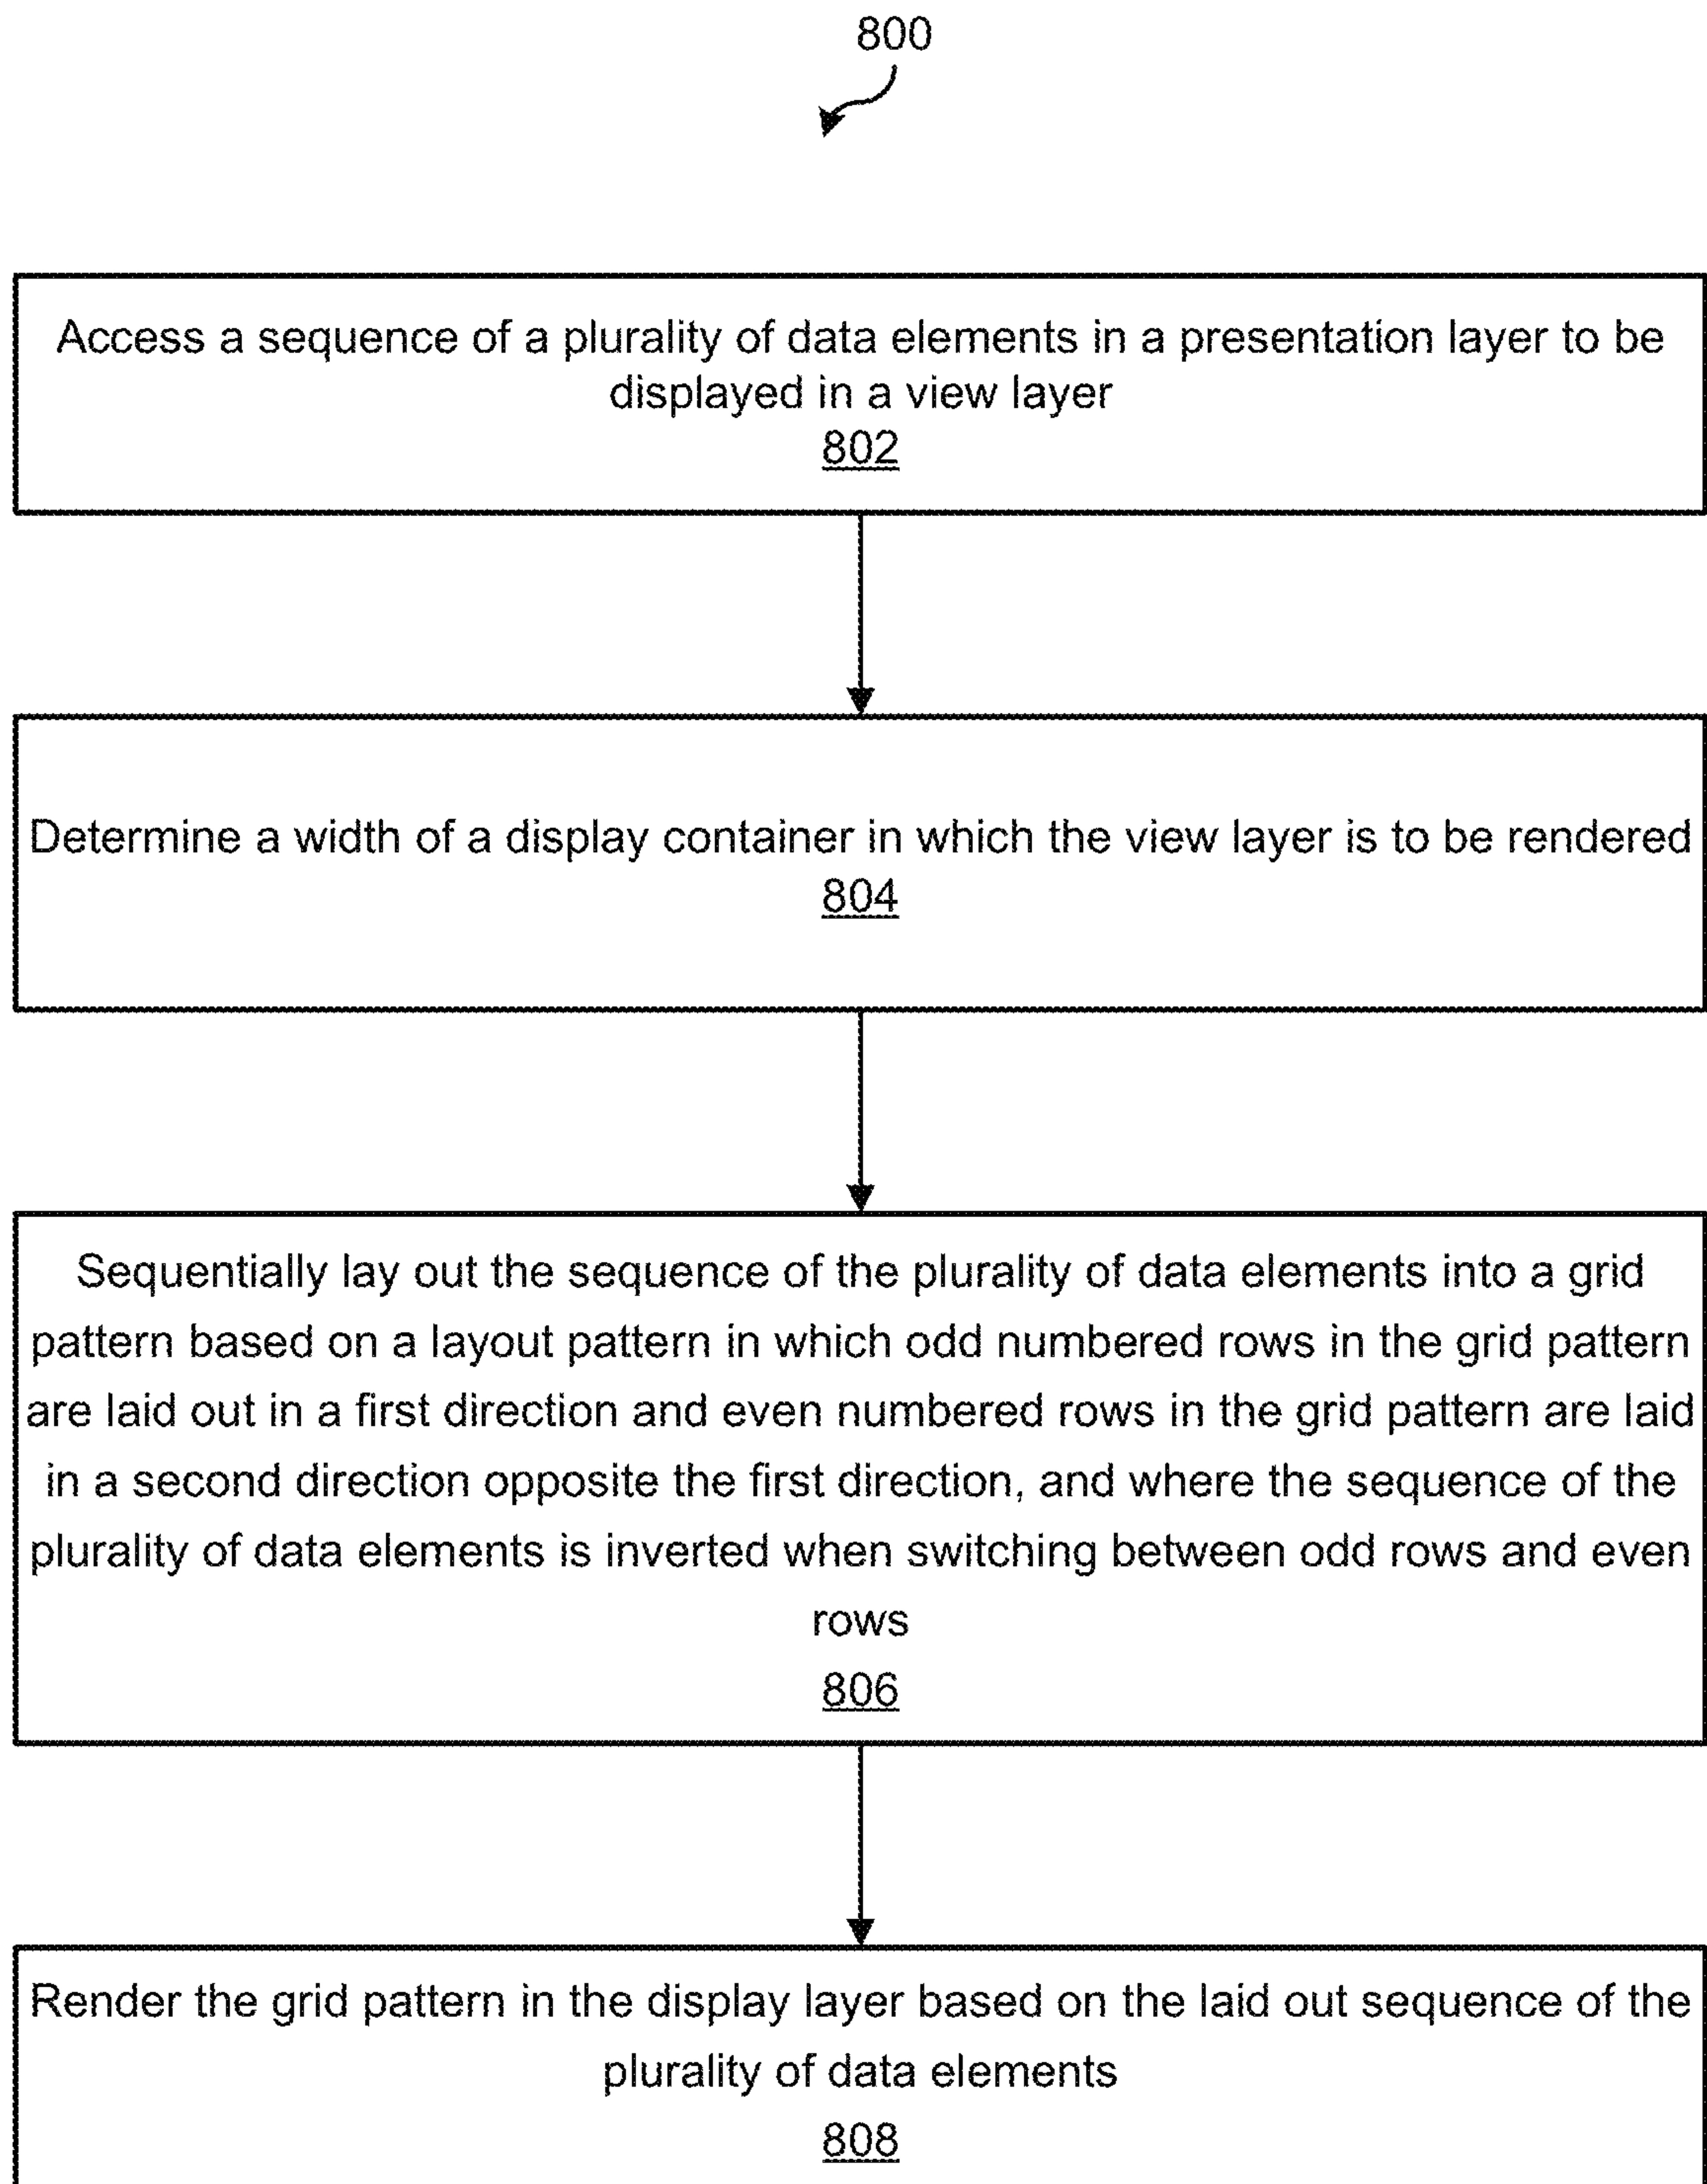 800
Access a sequence of a plurality of data elements in a presentation layer to be
displayed in a view layer
802
Determine a width of a display container in which the view layer is to be rendered
804
Sequentially lay out the sequence of the plurality of data elements into a grid
pattern based on a layout pattern in which odd numbered rows in the grid pattern
are laid out in a first direction and even numbered rows in the grid pattern are laid
in a second direction opposite the first direction, and where the sequence of the
plurality of data elements is inverted when switching between odd rows and even
rows
806
Render the grid pattern in the display layer based on the laid out sequence of the
plurality of data elements
808